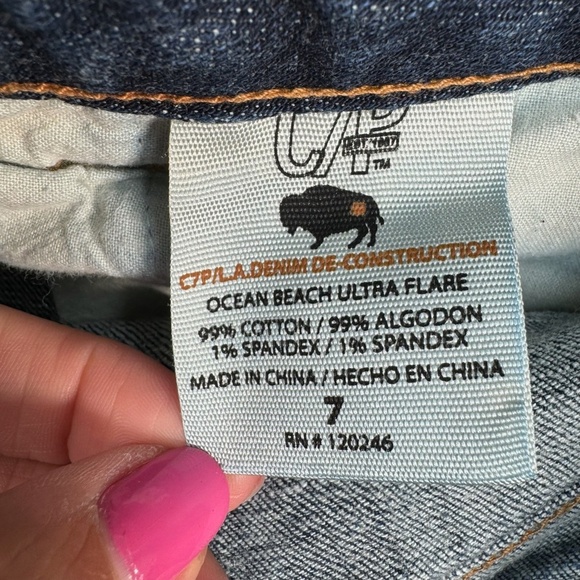 C7P
EST. 1987
TM
C7P/L.A.DENIM DE-CONSTRUCTION
OCEAN BEACH ULTRA FLARE
99% COTTON / 99% ALGODON
1% SPANDEX / 1% SPANDEX
MADE IN CHINA / HECHO EN CHINA
7
RN # 120246